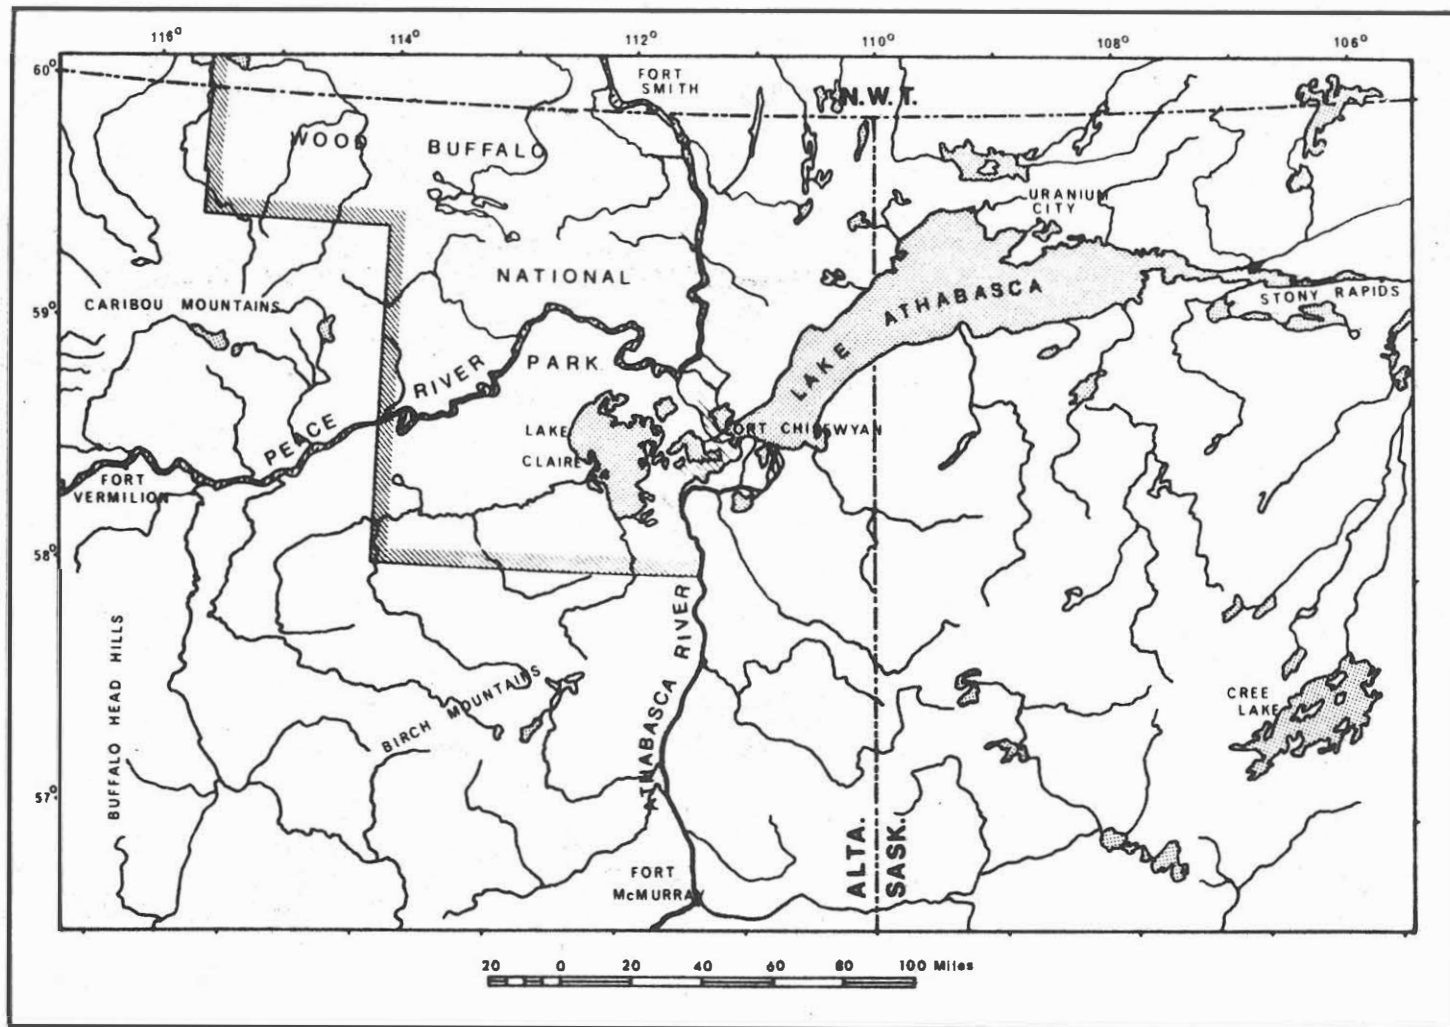 116° 114° 112° 110° 108° 106°
60°
FORT
SMITH
N.W.T.
WOOD
BUFFALO
URANIUM
CITY
NATIONAL
ATHABASCA
STONY RAPIDS
CARIBOU MOUNTAINS
59°
LAKE
PARK
RIVER
PEACE
LAKE
CLAIRE
FORT CHIPEWYAN
FORT
VERMILION
58°
BUFFALO HEAD HILLS
BIRCH MOUNTAINS
ATHABASCA RIVER
CREE
LAKE
57°
ALTA.
SASK.
FORT
McMURRAY
20 0 20 40 60 80 100 Miles